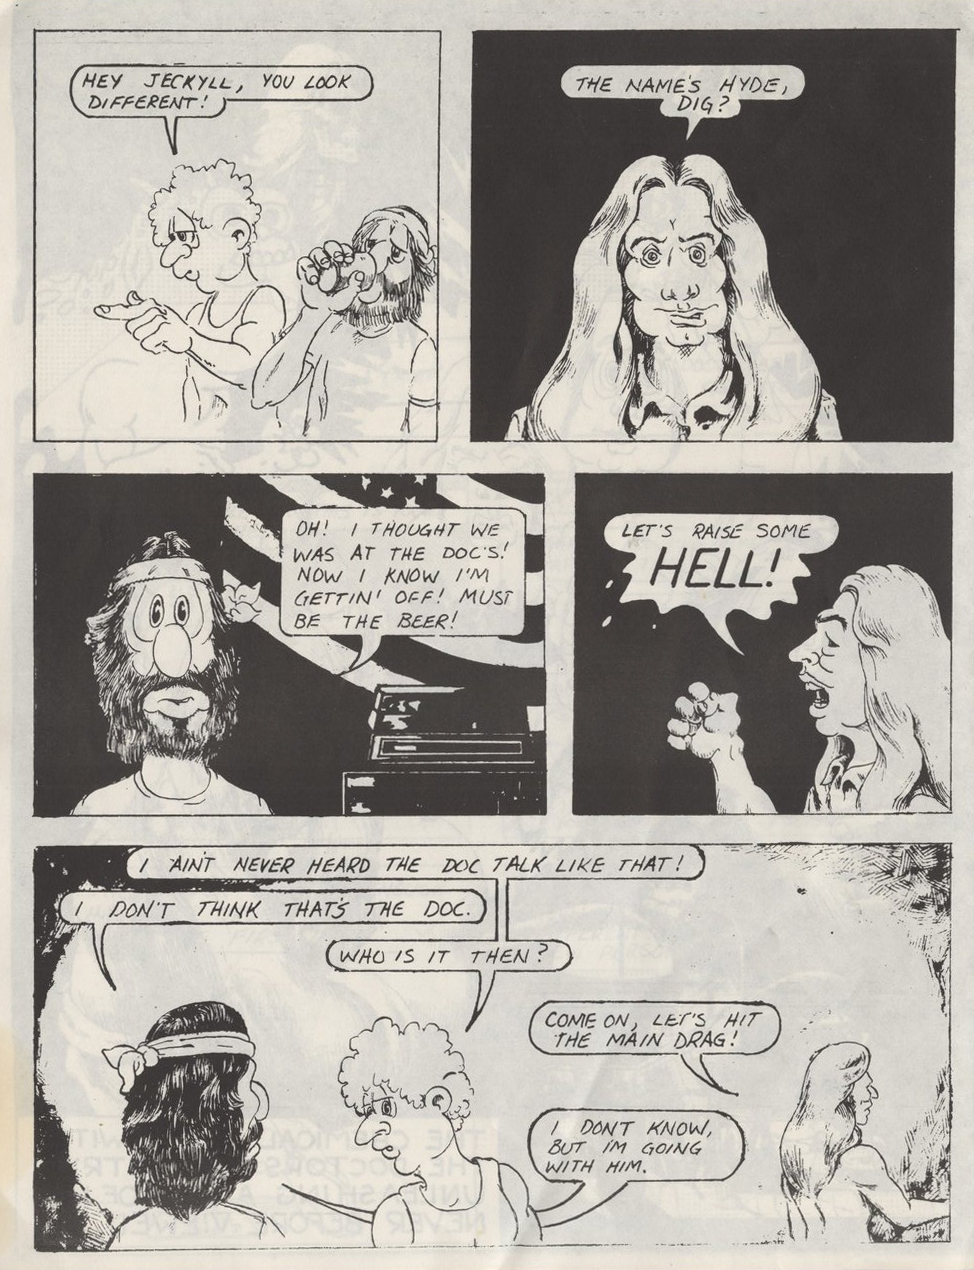 HEY JECKYLL, YOU LOOK
DIFFERENT!
THE NAME'S HYDE,
DIG?
OH! I THOUGHT WE
WAS AT THE DOC'S!
NOW I KNOW I'M
GETTIN' OFF! MUST
BE THE BEER!
LET'S RAISE SOME
HELL!
I AIN'T NEVER HEARD THE DOC TALK LIKE THAT!
I DON'T THINK THAT'S THE DOC.
WHO IS IT THEN?
COME ON, LET'S HIT
THE MAIN DRAG!
I DONT KNOW,
BUT I'M GOING
WITH HIM.